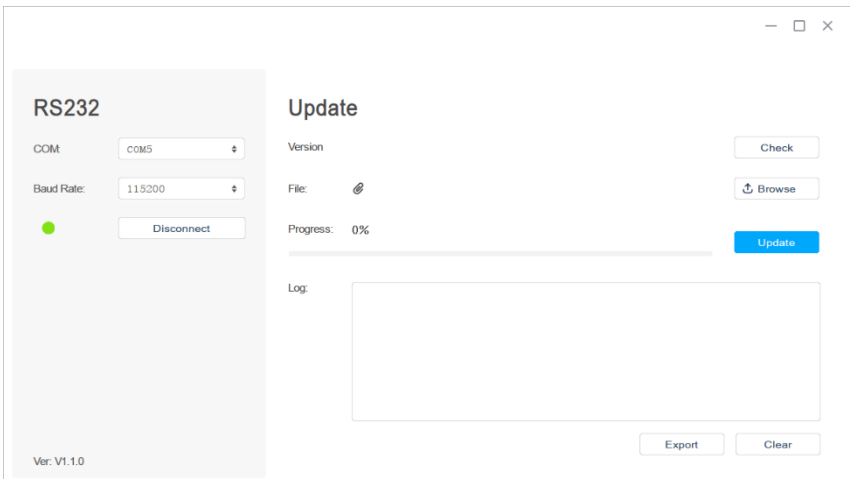 RS232
COM:
COM5
Baud Rate:
115200
Disconnect
Ver: V1.1.0
Update
Version
Check
File:
Browse
Progress:
0%
Update
Log:
Export
Clear